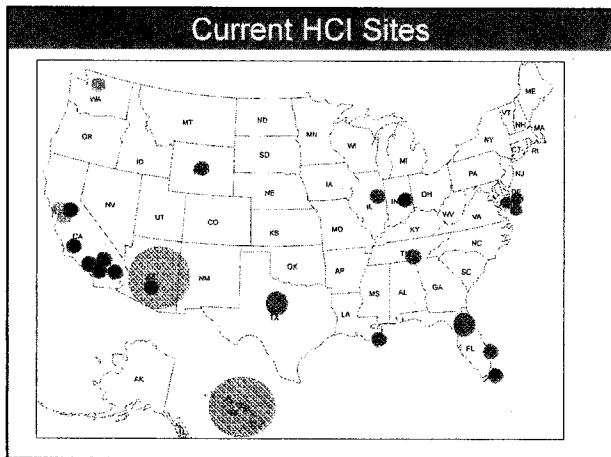 Current HCI Sites
WA
ME
MT
ND
VT
NH
MA
OR
MN
NY
CT
RI
ID
SD
WI
MI
PA
NJ
IA
OH
DE
NE
IL
IN
NV
UT
CO
WV
VA
KS
MO
KY
CA
NC
OK
AR
TN
SC
NM
MS
AL
GA
TX
LA
FL
AK